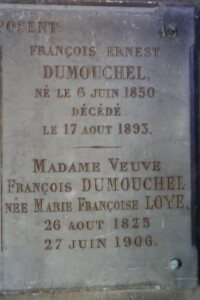 POSENT
FRANÇOIS ERNEST
DUMOUCHEL,
NÉ LE 6 JUIN 1850
DÉCÉDÉ
LE 17 AOUT 1893.
MADAME VEUVE
FRANÇOIS DUMOUCHEL
NÉE MARIE FRANÇOISE LOYE,
26 AOUT 1825
27 JUIN 1906.